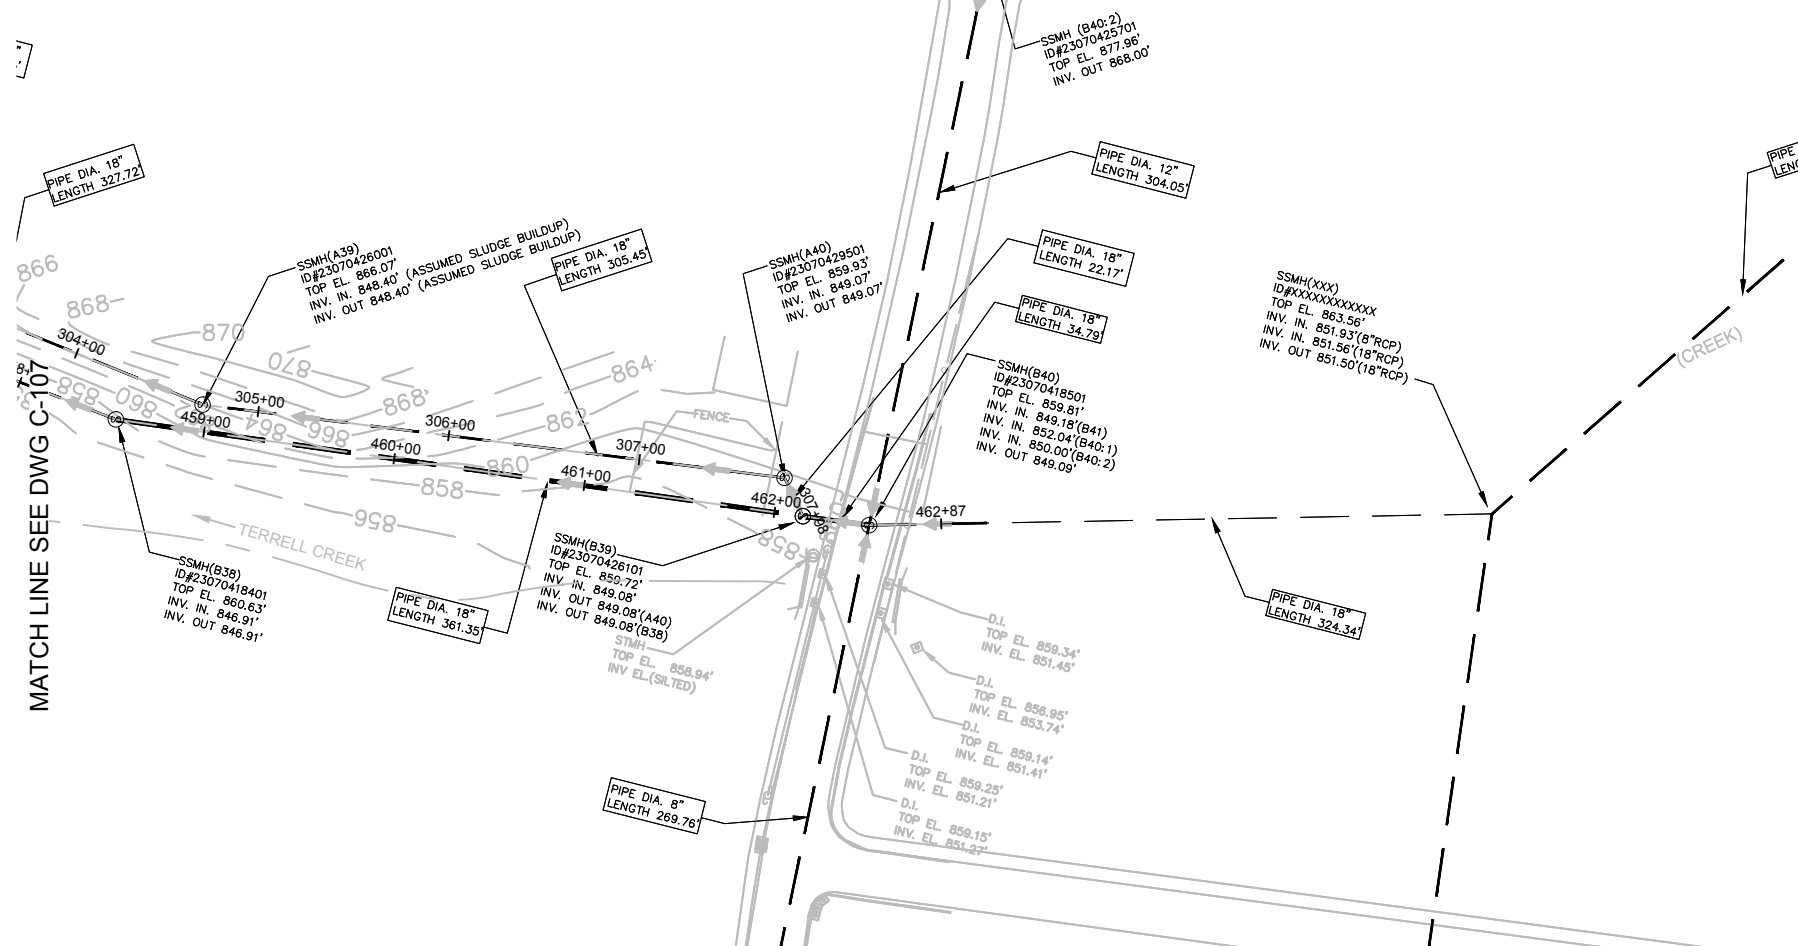 SSMH (B40:2)
ID#23070425701
TOP EL. 877.96'
INV. OUT 868.00'
PIPE DIA. 18"
LENGTH 327.72'
PIPE DIA. 12"
LENGTH 304.05'
SSMH(A39)
ID#23070426001
TOP EL. 866.07'
INV. IN. 848.40' (ASSUMED SLUDGE BUILDUP)
INV. OUT 848.40' (ASSUMED SLUDGE BUILDUP)
PIPE DIA. 18"
LENGTH 305.45'
SSMH(A40)
ID#23070429501
TOP EL. 859.93'
INV. IN. 849.07'
INV. OUT 849.07'
PIPE DIA. 18"
LENGTH 22.17'
PIPE DIA. 18"
LENGTH 34.79'
SSMH(XXX)
ID#XXXXXXXXXXX
TOP EL. 863.56'
INV. IN. 851.93'(8"RCP)
INV. IN. 851.56'(18"RCP)
INV. OUT 851.50'(18"RCP)
PIPE
(CREEK)
SSMH(B40)
ID#23070418501
TOP EL. 859.81'
INV. IN. 849.18'(B41)
INV. IN. 852.04'(B40:1)
INV. IN. 850.00'(B40:2)
INV. OUT 849.09'
866
868
870
870
868
866
864
864
862
860
860
858
858
856
858
304+00
305+00
306+00
307+00
307+98
459+00
460+00
461+00
462+00
462+87
FENCE
TERRELL CREEK
MATCH LINE SEE DWG C-107
SSMH(B38)
ID#23070418401
TOP EL. 860.63'
INV. IN. 846.91'
INV. OUT 846.91'
PIPE DIA. 18"
LENGTH 361.35'
SSMH(B39)
ID#23070426101
TOP EL. 859.72'
INV. IN. 849.08'
INV. OUT 849.08'(A40)
INV. OUT 849.08'(B38)
STMH
TOP EL. 858.94'
INV EL.(SILTED)
PIPE DIA. 18"
LENGTH 324.34'
D.I.
TOP EL. 859.34'
INV. EL. 851.45'
D.I.
TOP EL. 856.95'
INV. EL. 853.74'
D.I.
TOP EL. 859.14'
INV. EL. 851.41'
D.I.
TOP EL. 859.25'
INV. EL. 851.21'
D.I.
TOP EL. 859.15'
INV. EL. 851.27'
PIPE DIA. 8"
LENGTH 269.76'